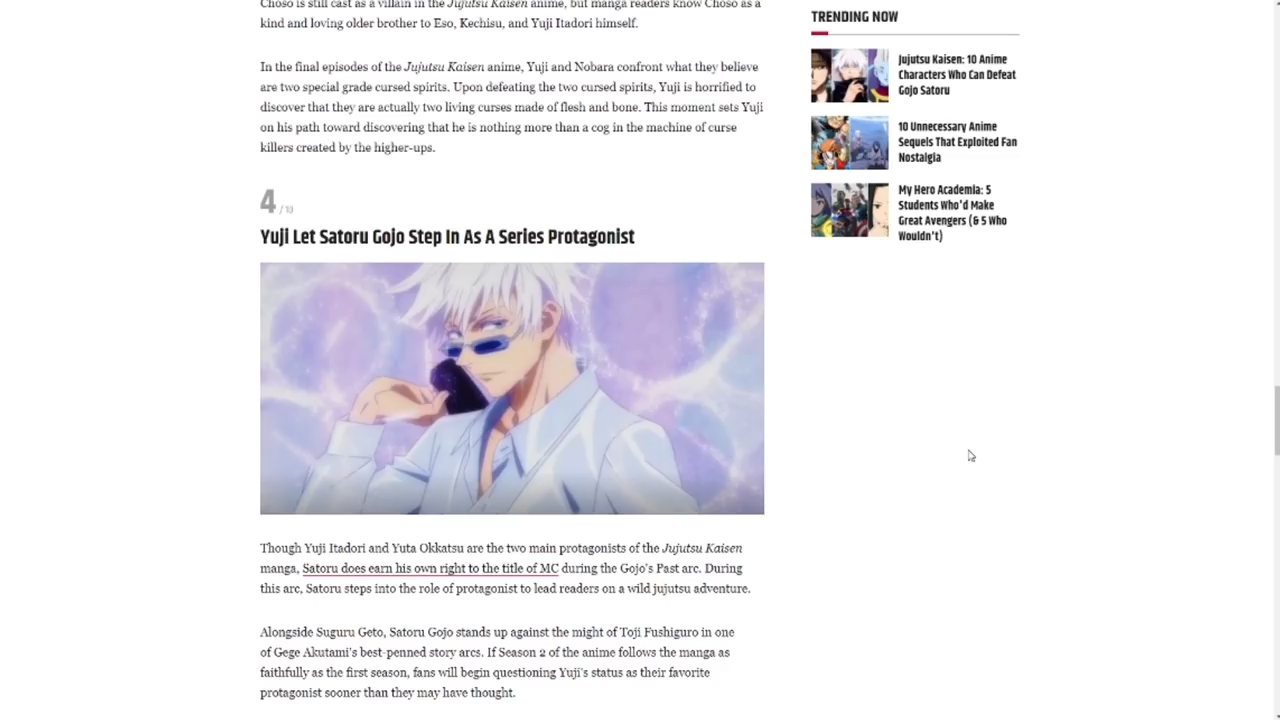 Choso is still cast as a villain in the Jujutsu Kaisen anime, but manga readers know Choso as a
kind and loving older brother to Eso, Kechisu, and Yuji Itadori himself.
In the final episodes of the Jujutsu Kaisen anime, Yuji and Nobara confront what they believe
are two special grade cursed spirits. Upon defeating the two cursed spirits, Yuji is horrified to
discover that they are actually two living curses made of flesh and bone. This moment sets Yuji
on his path toward discovering that he is nothing more than a cog in the machine of curse
killers created by the higher-ups.
4 / 10
Yuji Let Satoru Gojo Step In As A Series Protagonist
Though Yuji Itadori and Yuta Okkatsu are the two main protagonists of the Jujutsu Kaisen
manga, Satoru does earn his own right to the title of MC during the Gojo's Past arc. During
this arc, Satoru steps into the role of protagonist to lead readers on a wild jujutsu adventure.
Alongside Suguru Geto, Satoru Gojo stands up against the might of Toji Fushiguro in one
of Gege Akutami's best-penned story arcs. If Season 2 of the anime follows the manga as
faithfully as the first season, fans will begin questioning Yuji's status as their favorite
protagonist sooner than they may have thought.
TRENDING NOW
Jujutsu Kaisen: 10 Anime
Characters Who Can Defeat
Gojo Satoru
10 Unnecessary Anime
Sequels That Exploited Fan
Nostalgia
My Hero Academia: 5
Students Who'd Make
Great Avengers (& 5 Who
Wouldn't)